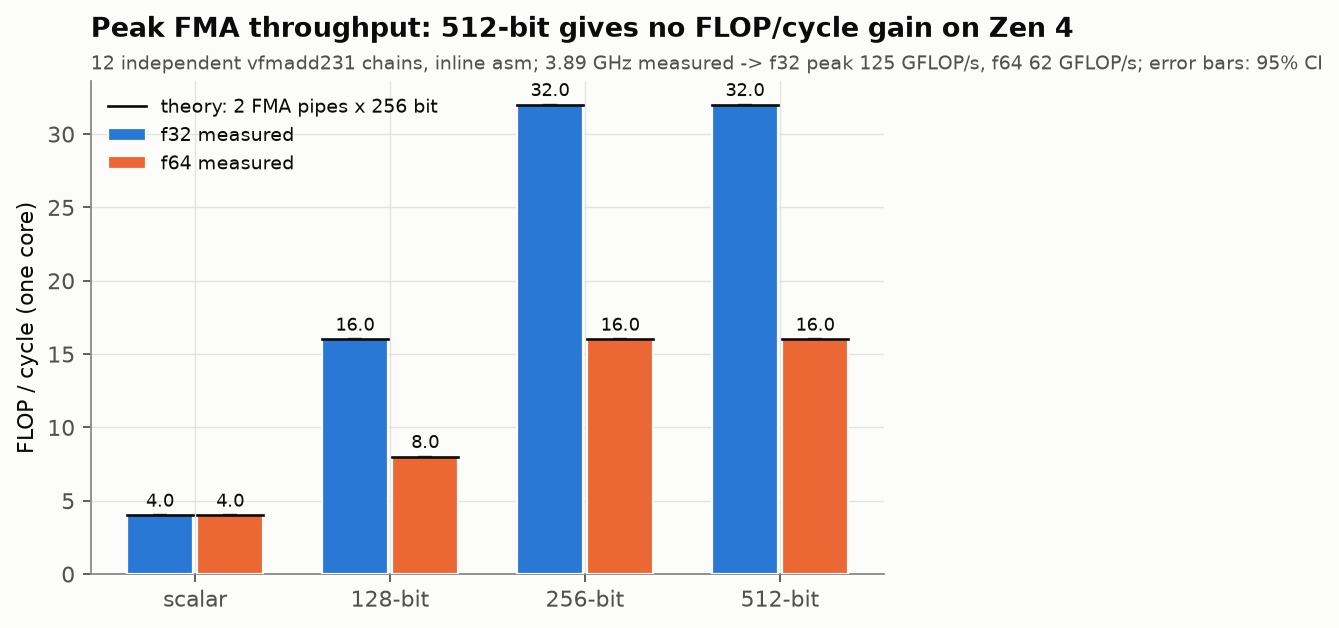 Peak FMA throughput: 512-bit gives no FLOP/cycle gain on Zen 4
12 independent vfmadd231 chains, inline asm; 3.89 GHz measured -> f32 peak 125 GFLOP/s, f64 62 GFLOP/s; error bars: 95% CI
theory: 2 FMA pipes x 256 bit
f32 measured
f64 measured
FLOP / cycle (one core)
30
25
20
15
10
5
0
4.0
4.0
16.0
8.0
32.0
16.0
32.0
16.0
scalar
128-bit
256-bit
512-bit